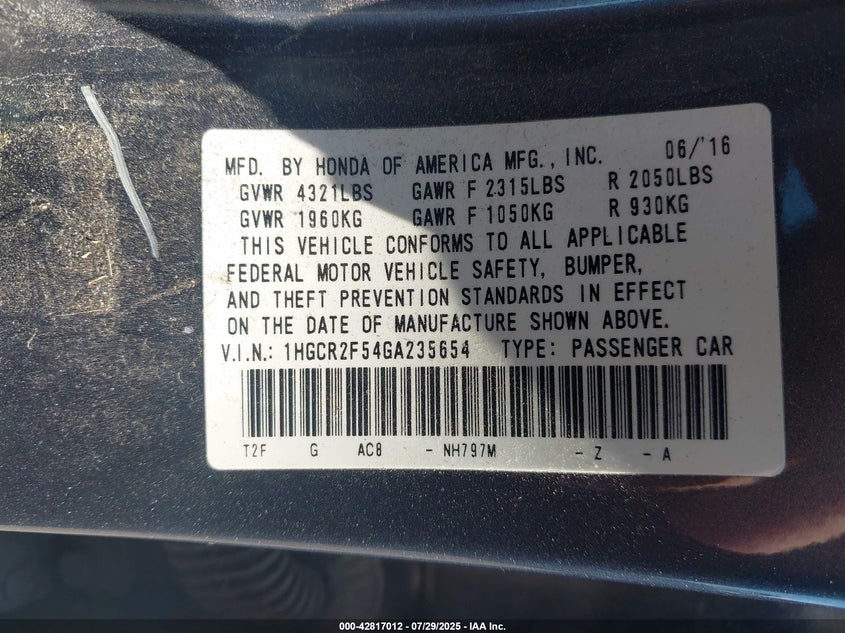 MFD. BY HONDA OF AMERICA MFG., INC. 06/'16
GVWR 4321LBS GAWR F 2315LBS R 2050LBS
GVWR 1960KG GAWR F 1050KG R 930KG
THIS VEHICLE CONFORMS TO ALL APPLICABLE
FEDERAL MOTOR VEHICLE SAFETY, BUMPER,
AND THEFT PREVENTION STANDARDS IN EFFECT
ON THE DATE OF MANUFACTURE SHOWN ABOVE.
V.I.N.: 1HGCR2F54GA235654 TYPE: PASSENGER CAR
T2F G AC8 - NH797M - Z - A
000-42817012 - 07/29/2025 - IAA Inc.